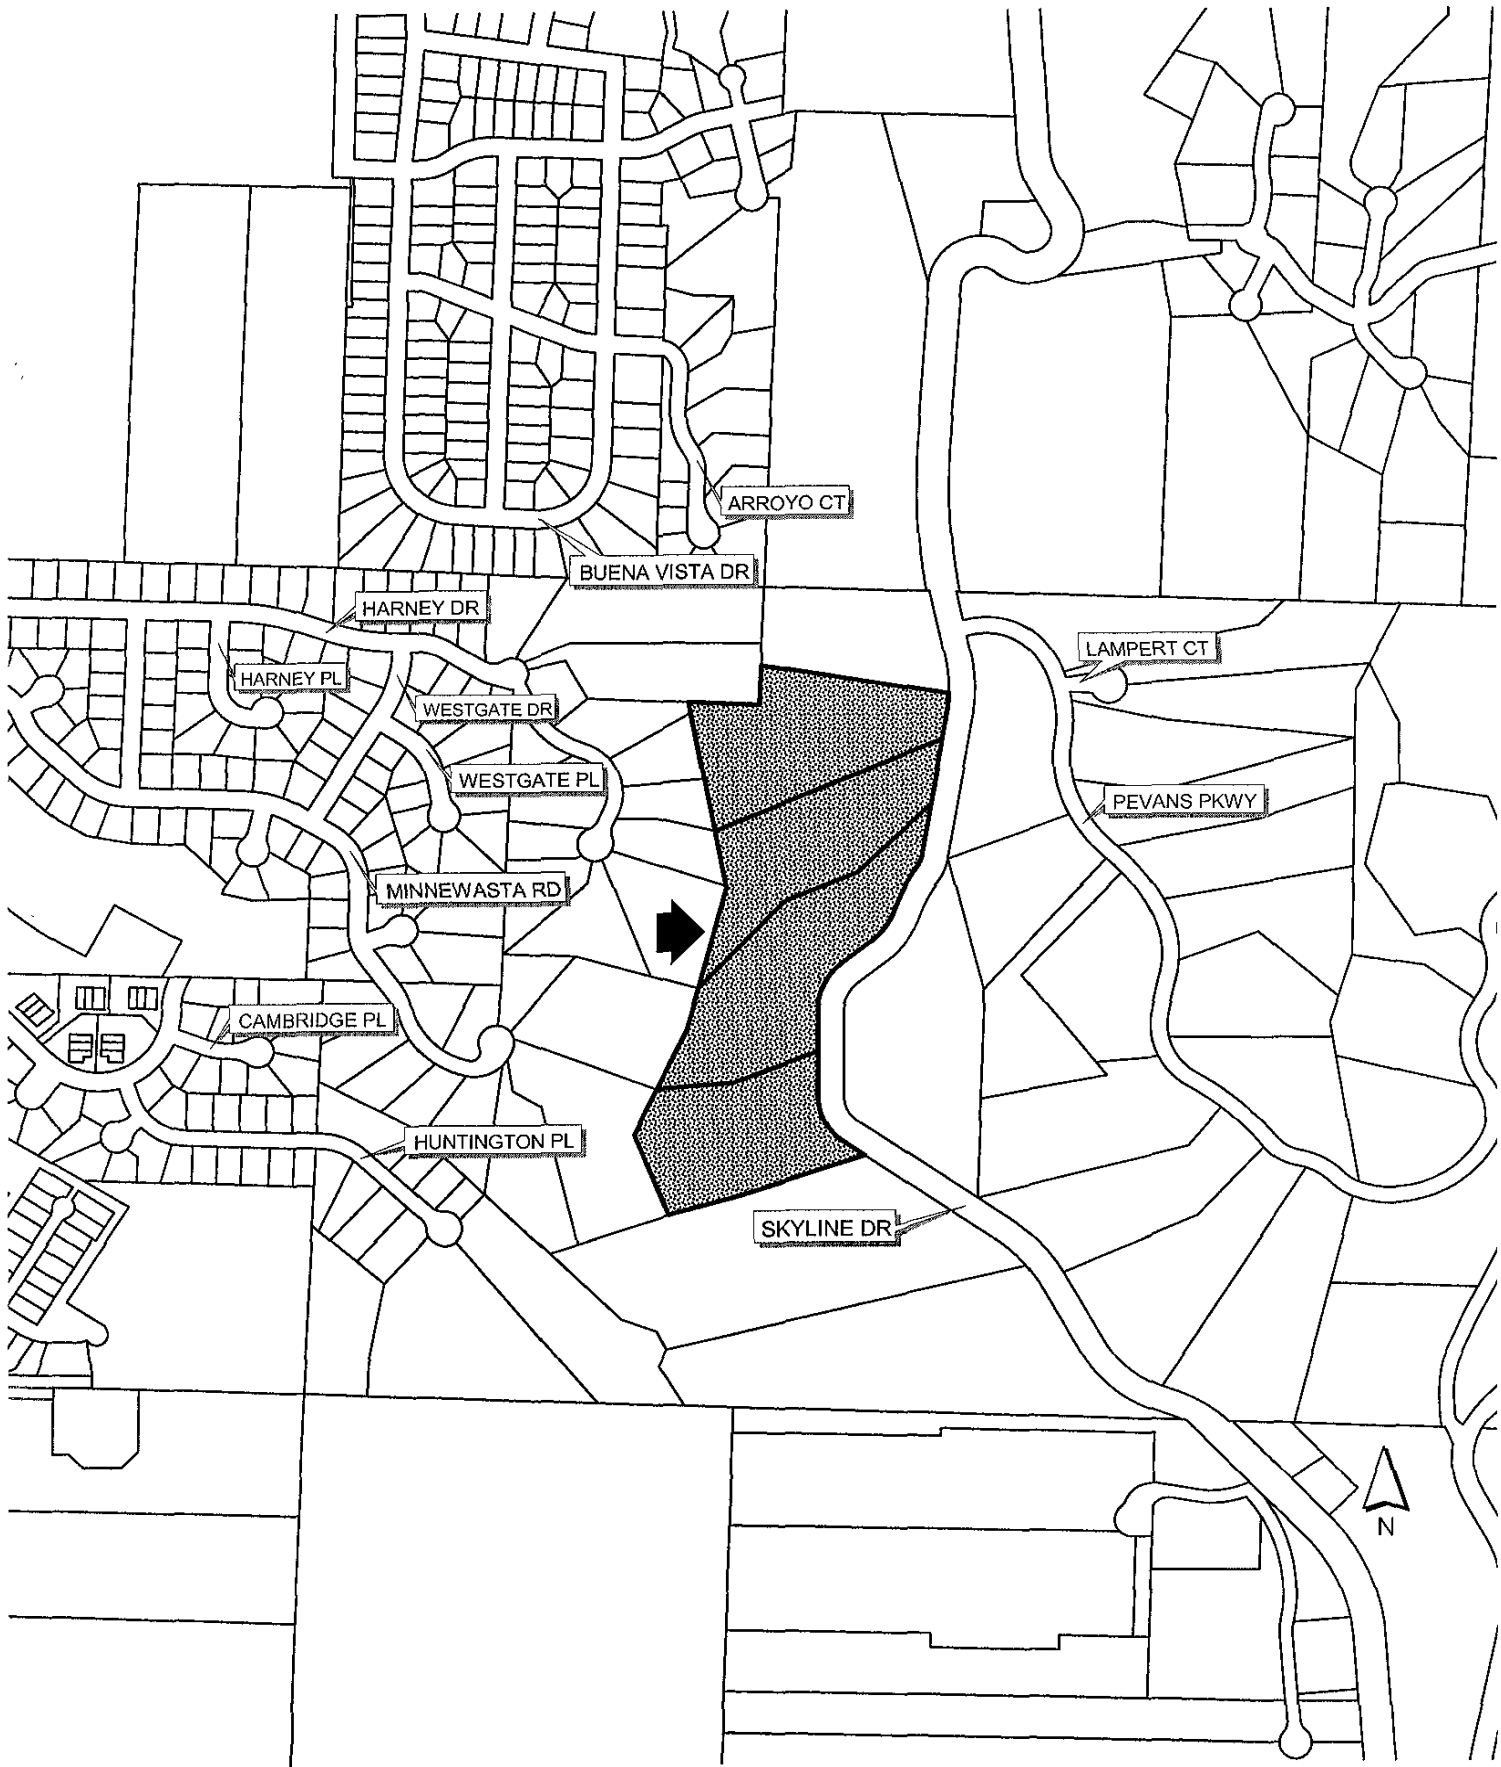 ARROYO CT
BUENA VISTA DR
HARNEY DR
LAMPERT CT
HARNEY PL
WESTGATE DR
WESTGATE PL
PEVANS PKWY
MINNEWASTA RD
CAMBRIDGE PL
HUNTINGTON PL
SKYLINE DR
N